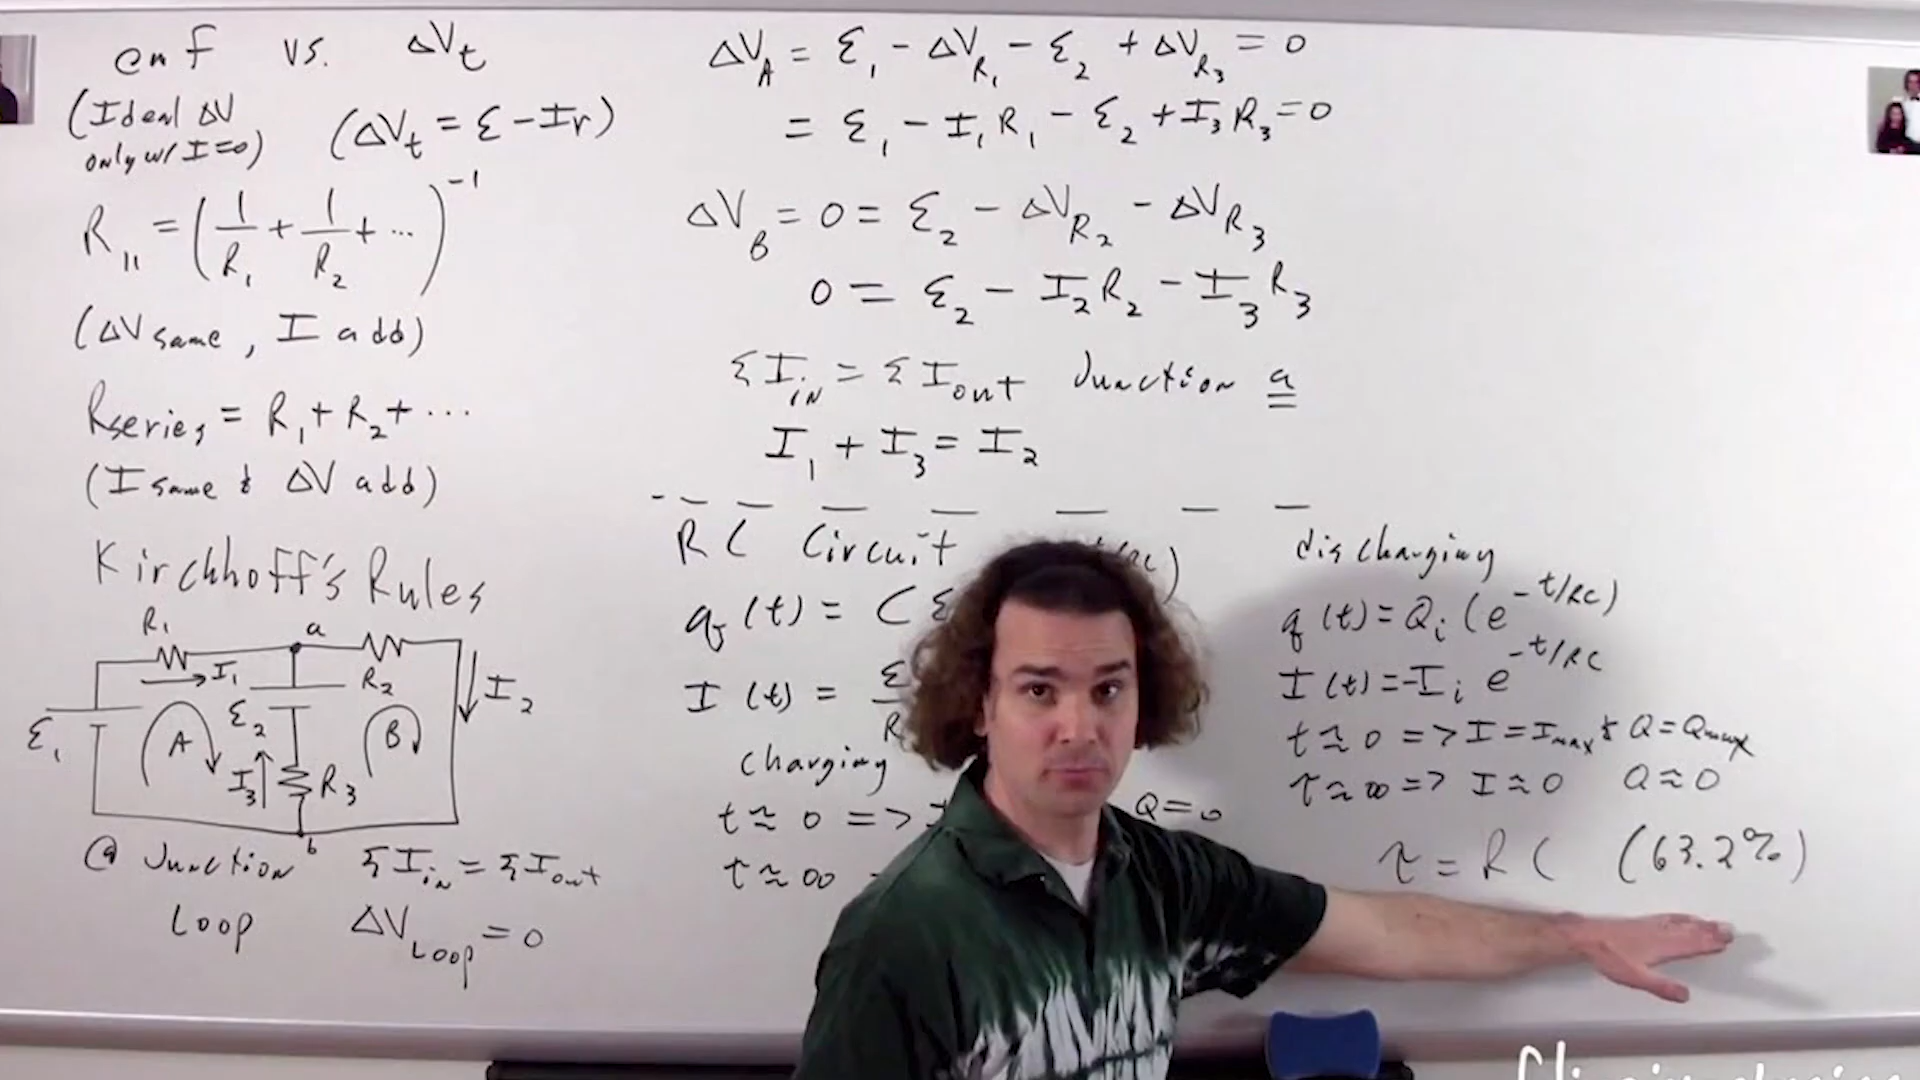 emf vs. ΔVt
(Ideal ΔV
only w/ I=0)
(ΔVt = ε - Ir)
R|| = (1/R1 + 1/R2 + ...)^-1
(ΔV same, I add)
Rseries = R1 + R2 + ...
(I same & ΔV add)
Kirchhoff's Rules
R1
a
I1
R2
I2
ε1
A
ε2
B
I3
R3
b
@ Junction ΣIin = ΣIout
Loop ΔVLoop = 0
ΔVA = ε1 - ΔVR1 - ε2 + ΔVR3 = 0
= ε1 - I1R1 - ε2 + I3R3 = 0
ΔVB = 0 = ε2 - ΔVR2 - ΔVR3
0 = ε2 - I2R2 - I3R3
ΣIin = ΣIout Junction a
I1 + I3 = I2
RC Circuit
q(t) = Cε
I(t) = ε/R
charging
t ≈ 0 =>
Q = 0
τ ≈ ∞
discharging
q(t) = Qi (e^-t/RC)
I(t) = -Ii e^-t/RC
t ≈ 0 => I = Imax & Q = Qmax
τ ≈ ∞ => I ≈ 0 Q ≈ 0
τ = RC (63.2%)